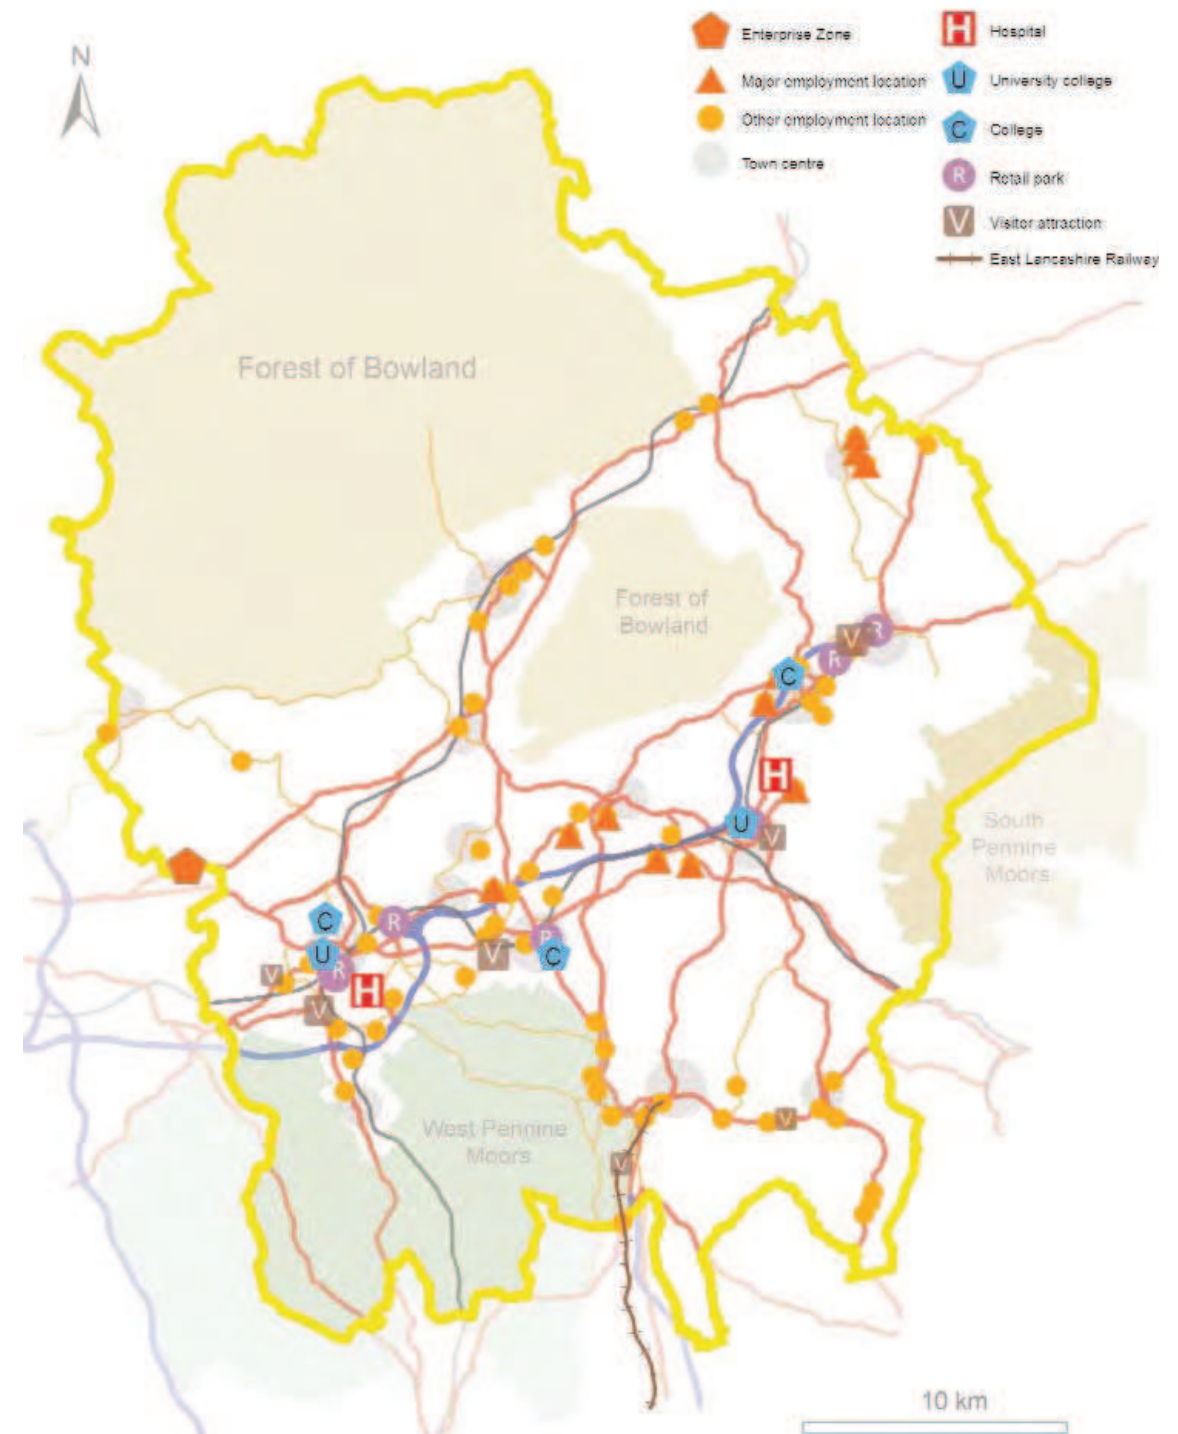 N
Enterprise Zone
Major employment location
Other employment location
Town centre
H Hospital
U University college
C College
R Retail park
V Visitor attraction
East Lancashire Railway
Forest of Bowland
Forest of
Bowland
R
V
R
C
H
U
V
South
Pennine
Moors
C
R
U
R
V
H
V
V
R
C
West Pennine
Moors
V
V
10 km